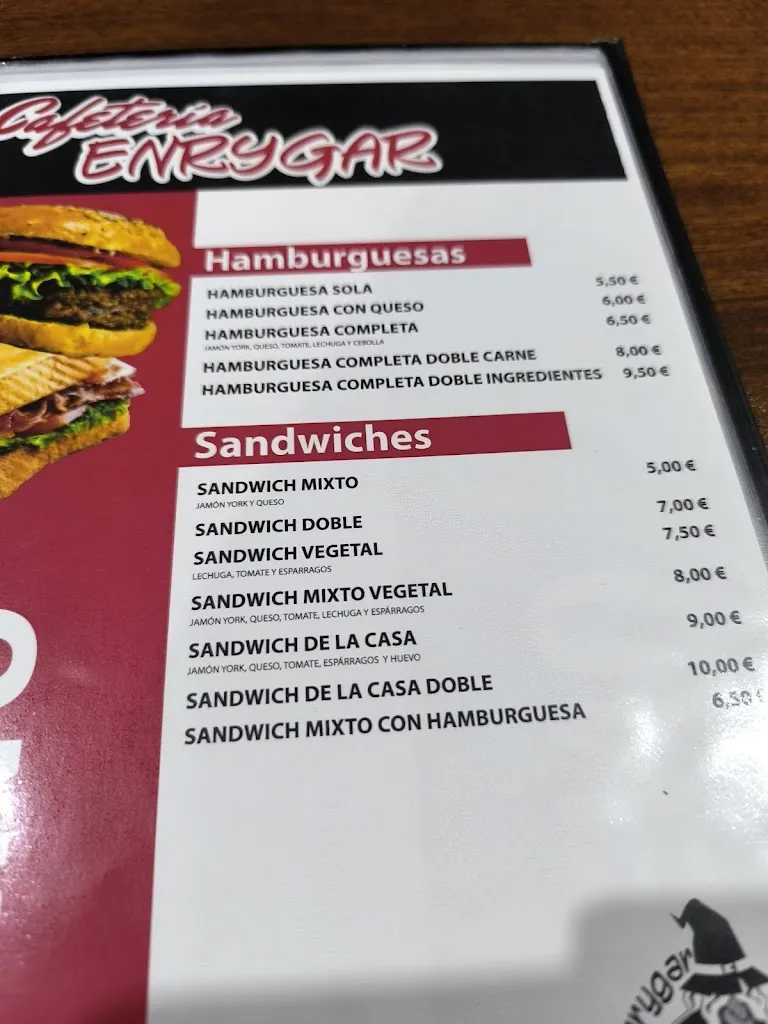 Cafetería
ENRYGAR
Hamburguesas
HAMBURGUESA SOLA 5,50 €
HAMBURGUESA CON QUESO 6,00 €
HAMBURGUESA COMPLETA 6,50 €
JAMÓN YORK, QUESO, TOMATE, LECHUGA Y CEBOLLA
HAMBURGUESA COMPLETA DOBLE CARNE 8,00 €
HAMBURGUESA COMPLETA DOBLE INGREDIENTES 9,50 €
Sandwiches
SANDWICH MIXTO 5,00 €
JAMÓN YORK Y QUESO
SANDWICH DOBLE 7,00 €
SANDWICH VEGETAL 7,50 €
LECHUGA, TOMATE Y ESPARRAGOS
SANDWICH MIXTO VEGETAL 8,00 €
JAMÓN YORK, QUESO, TOMATE, LECHUGA Y ESPÁRRAGOS
SANDWICH DE LA CASA 9,00 €
JAMÓN YORK, QUESO, TOMATE, ESPÁRRAGOS Y HUEVO
SANDWICH DE LA CASA DOBLE 10,00 €
SANDWICH MIXTO CON HAMBURGUESA 6,50 €